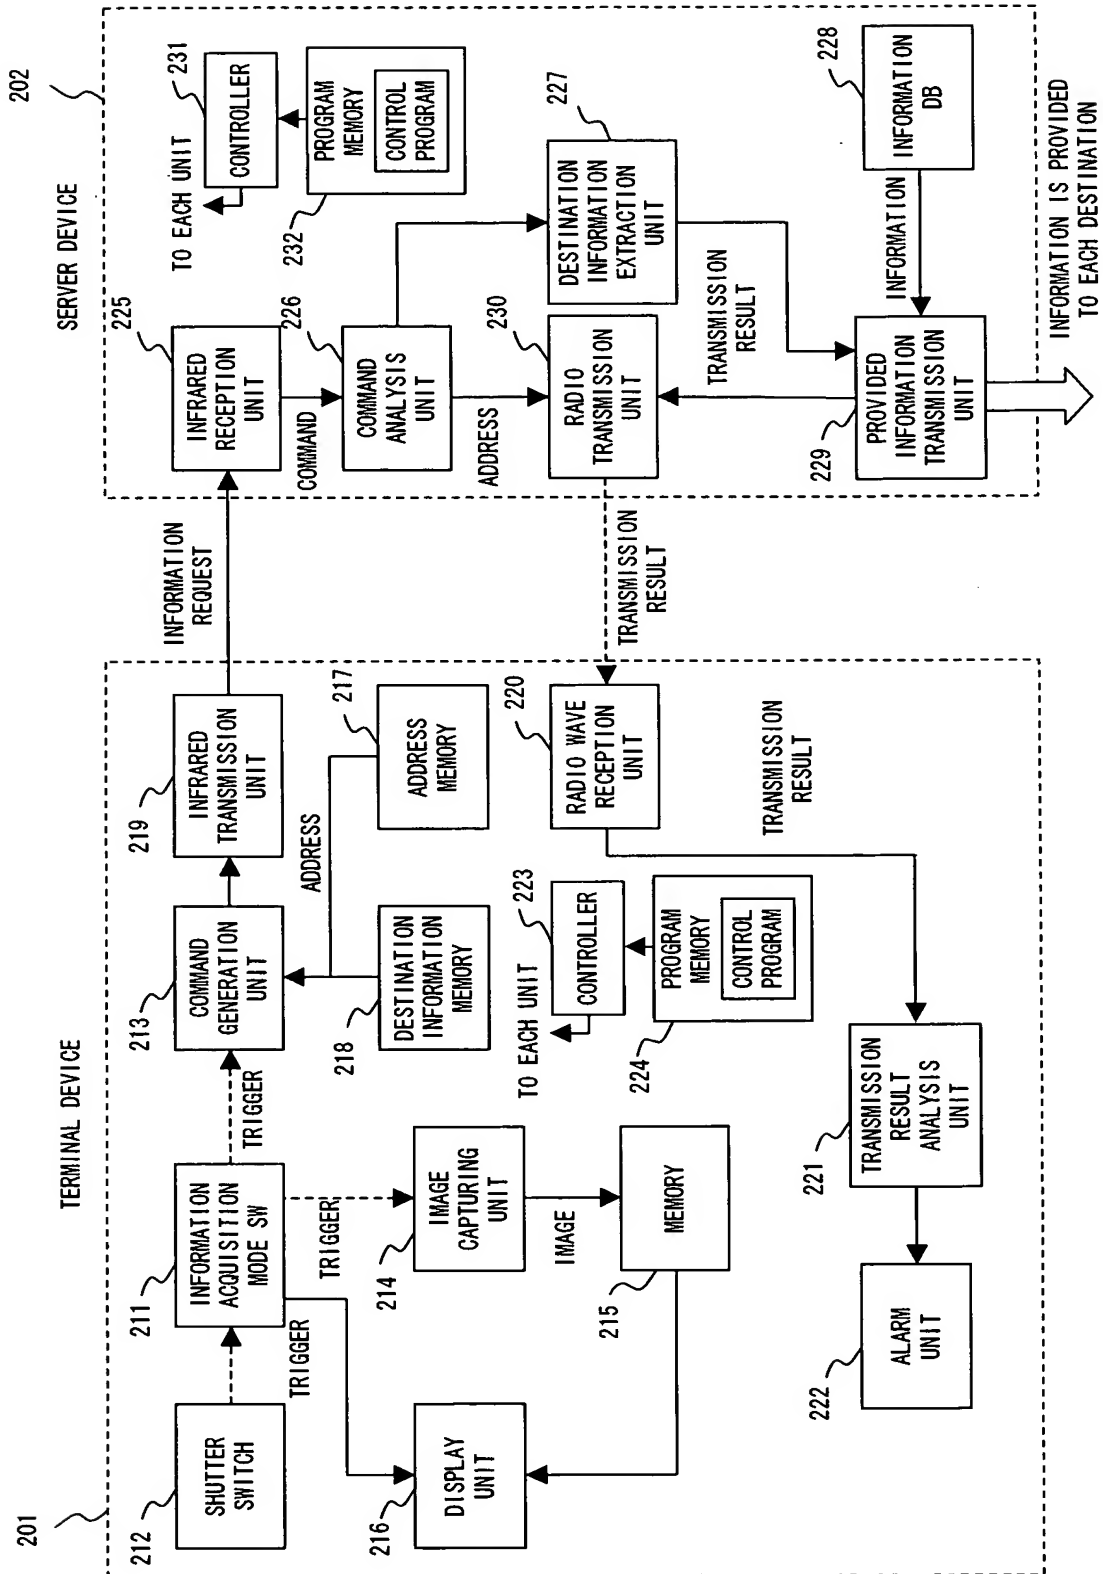 TERMINAL DEVICE
201
212
SHUTTER
SWITCH
211
INFORMATION
ACQUISITION
MODE SW
TRIGGER
TRIGGER
TRIGGER
213
COMMAND
GENERATION
UNIT
219
INFRARED
TRANSMISSION
UNIT
216
DISPLAY
UNIT
214
IMAGE
CAPTURING
UNIT
IMAGE
215
MEMORY
218
DESTINATION
INFORMATION
MEMORY
ADDRESS
217
ADDRESS
MEMORY
TO EACH UNIT
223
CONTROLLER
224
PROGRAM
MEMORY
CONTROL
PROGRAM
220
RADIO WAVE
RECEPTION
UNIT
TRANSMISSION
RESULT
222
ALARM
UNIT
221
TRANSMISSION
RESULT
ANALYSIS
UNIT
INFORMATION
REQUEST
TRANSMISSION
RESULT
SERVER DEVICE
202
225
INFRARED
RECEPTION
UNIT
COMMAND
226
COMMAND
ANALYSIS
UNIT
ADDRESS
TO EACH UNIT
231
CONTROLLER
232
PROGRAM
MEMORY
CONTROL
PROGRAM
230
RADIO
TRANSMISSION
UNIT
227
DESTINATION
INFORMATION
EXTRACTION
UNIT
TRANSMISSION
RESULT
229
PROVIDED
INFORMATION
TRANSMISSION
UNIT
INFORMATION
228
INFORMATION
DB
INFORMATION IS PROVIDED
TO EACH DESTINATION